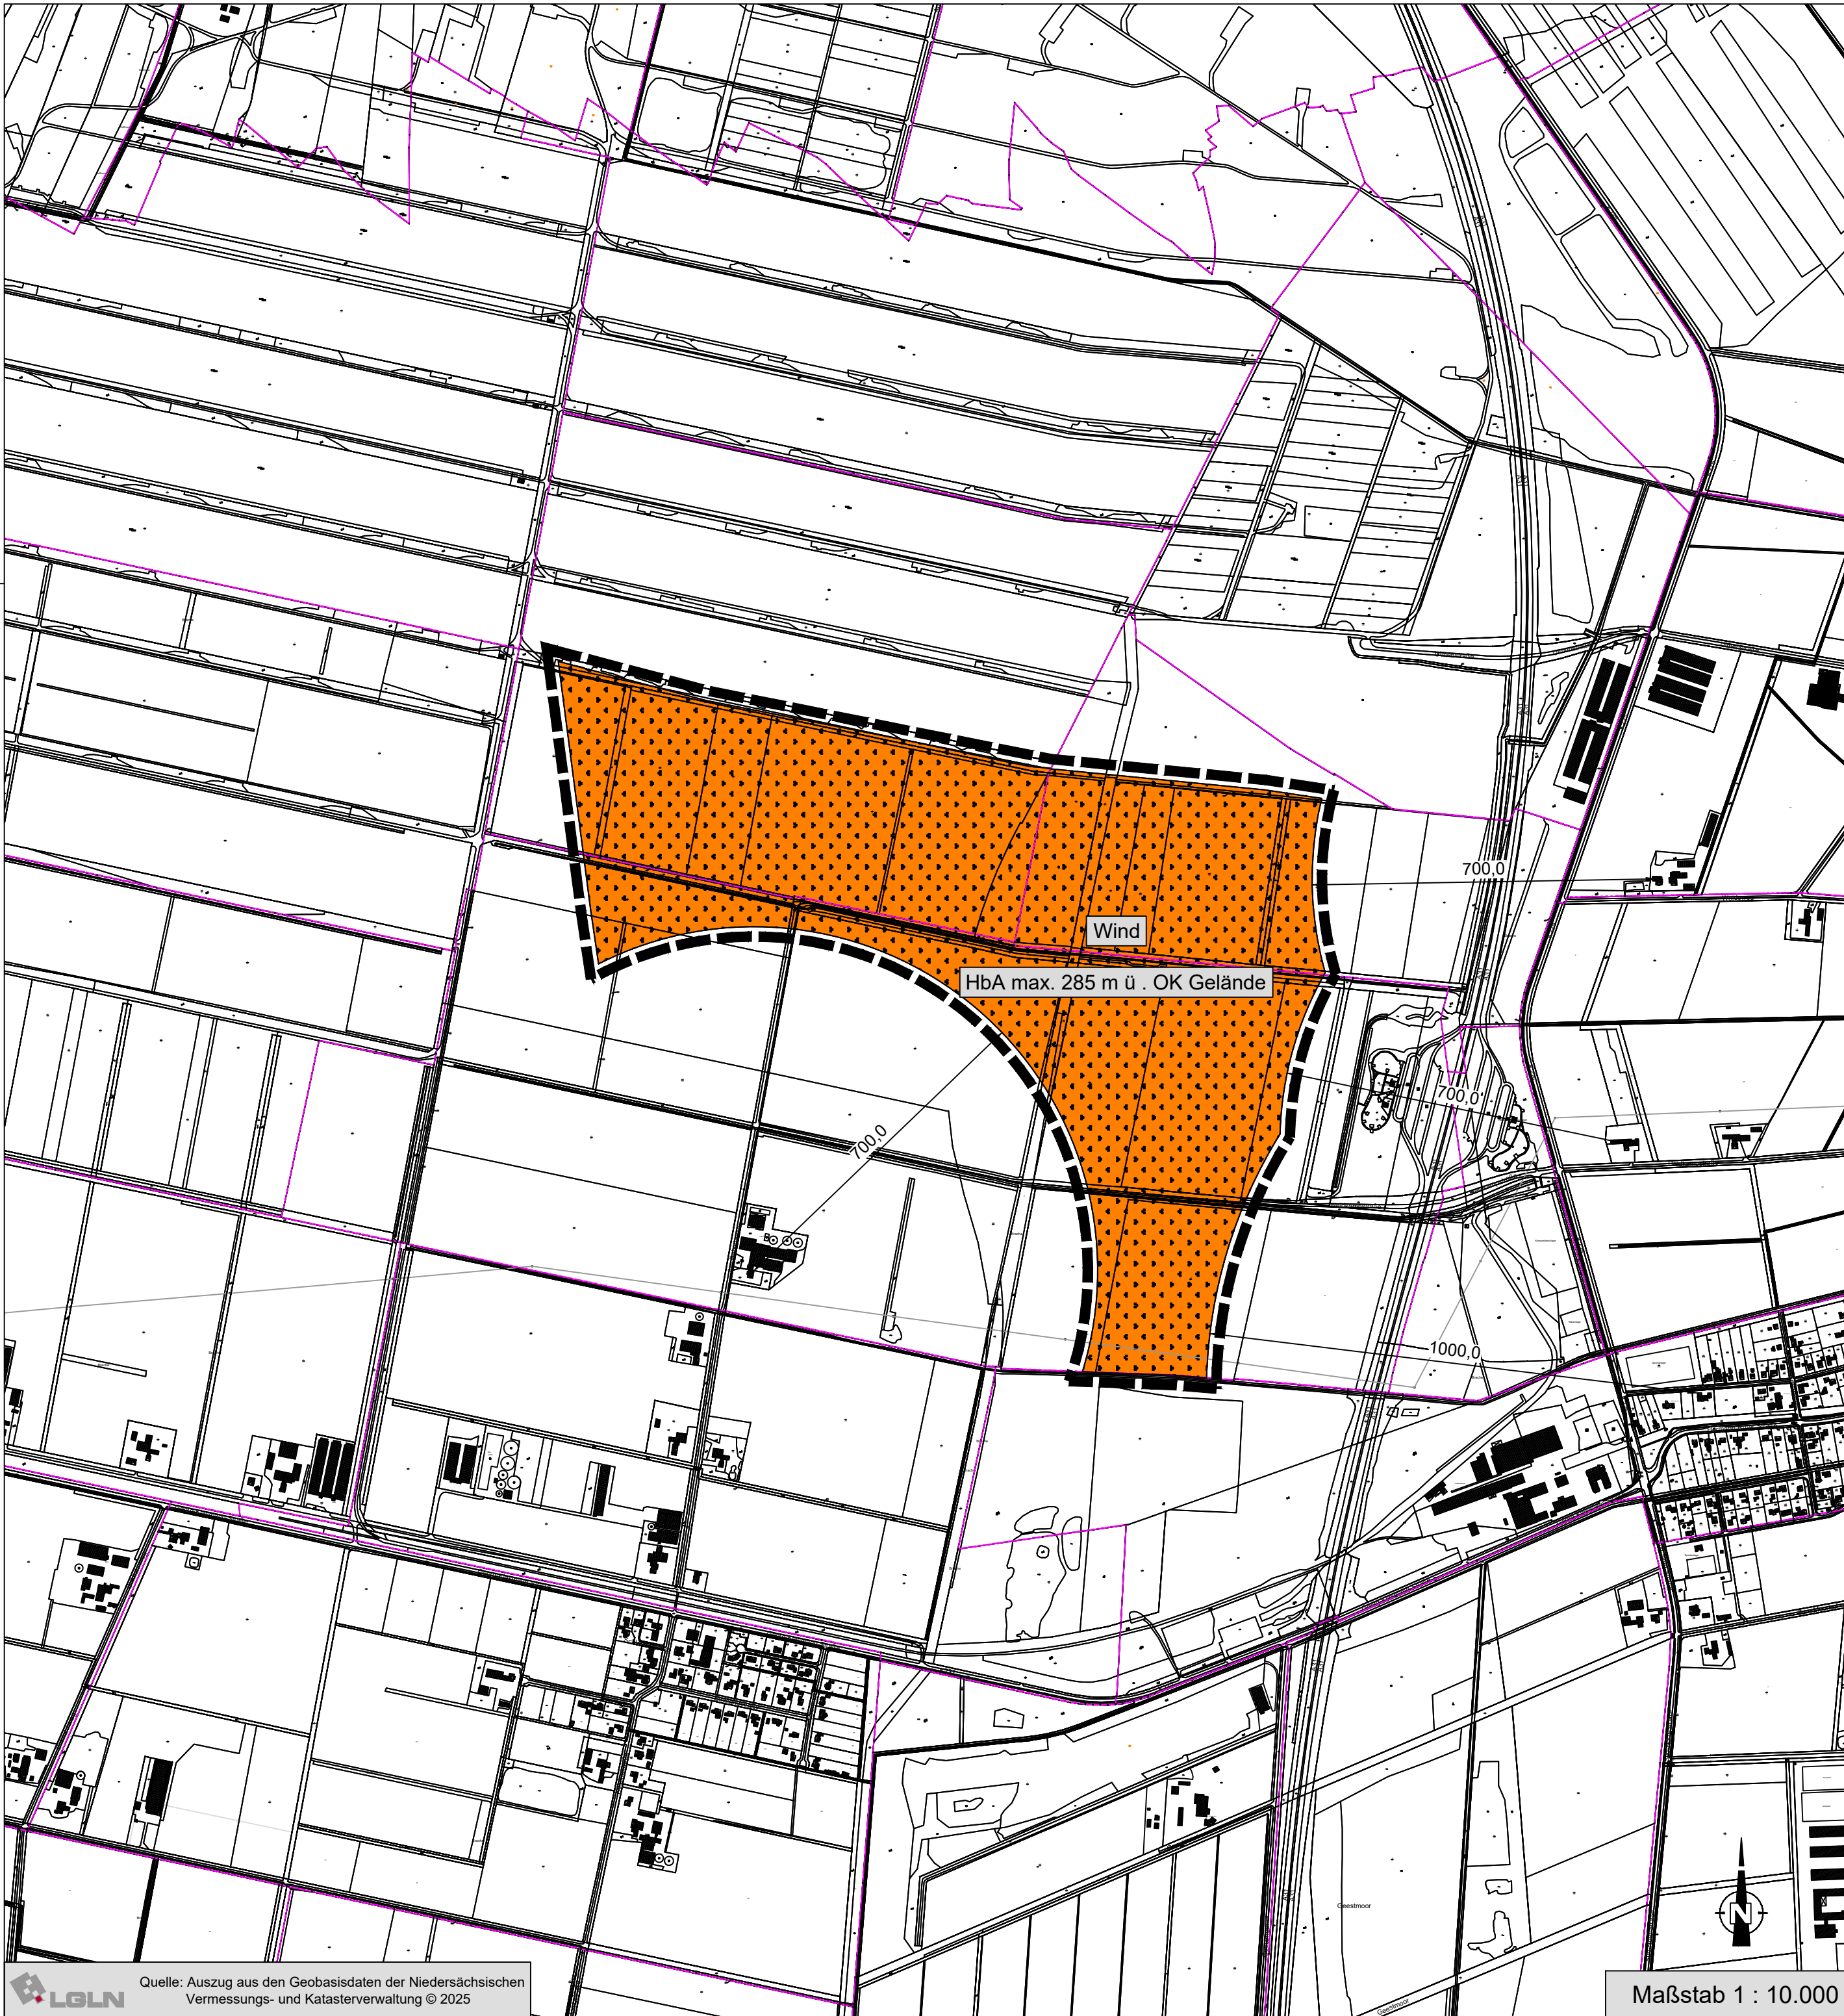 700,0
Wind
HbA max. 285 m ü . OK Gelände
700,0
700,0
1000,0
Geestmoor
Geestmoor
N
LGLN
Quelle: Auszug aus den Geobasisdaten der Niedersächsischen
Vermessungs- und Katasterverwaltung © 2025
Maßstab 1 : 10.000